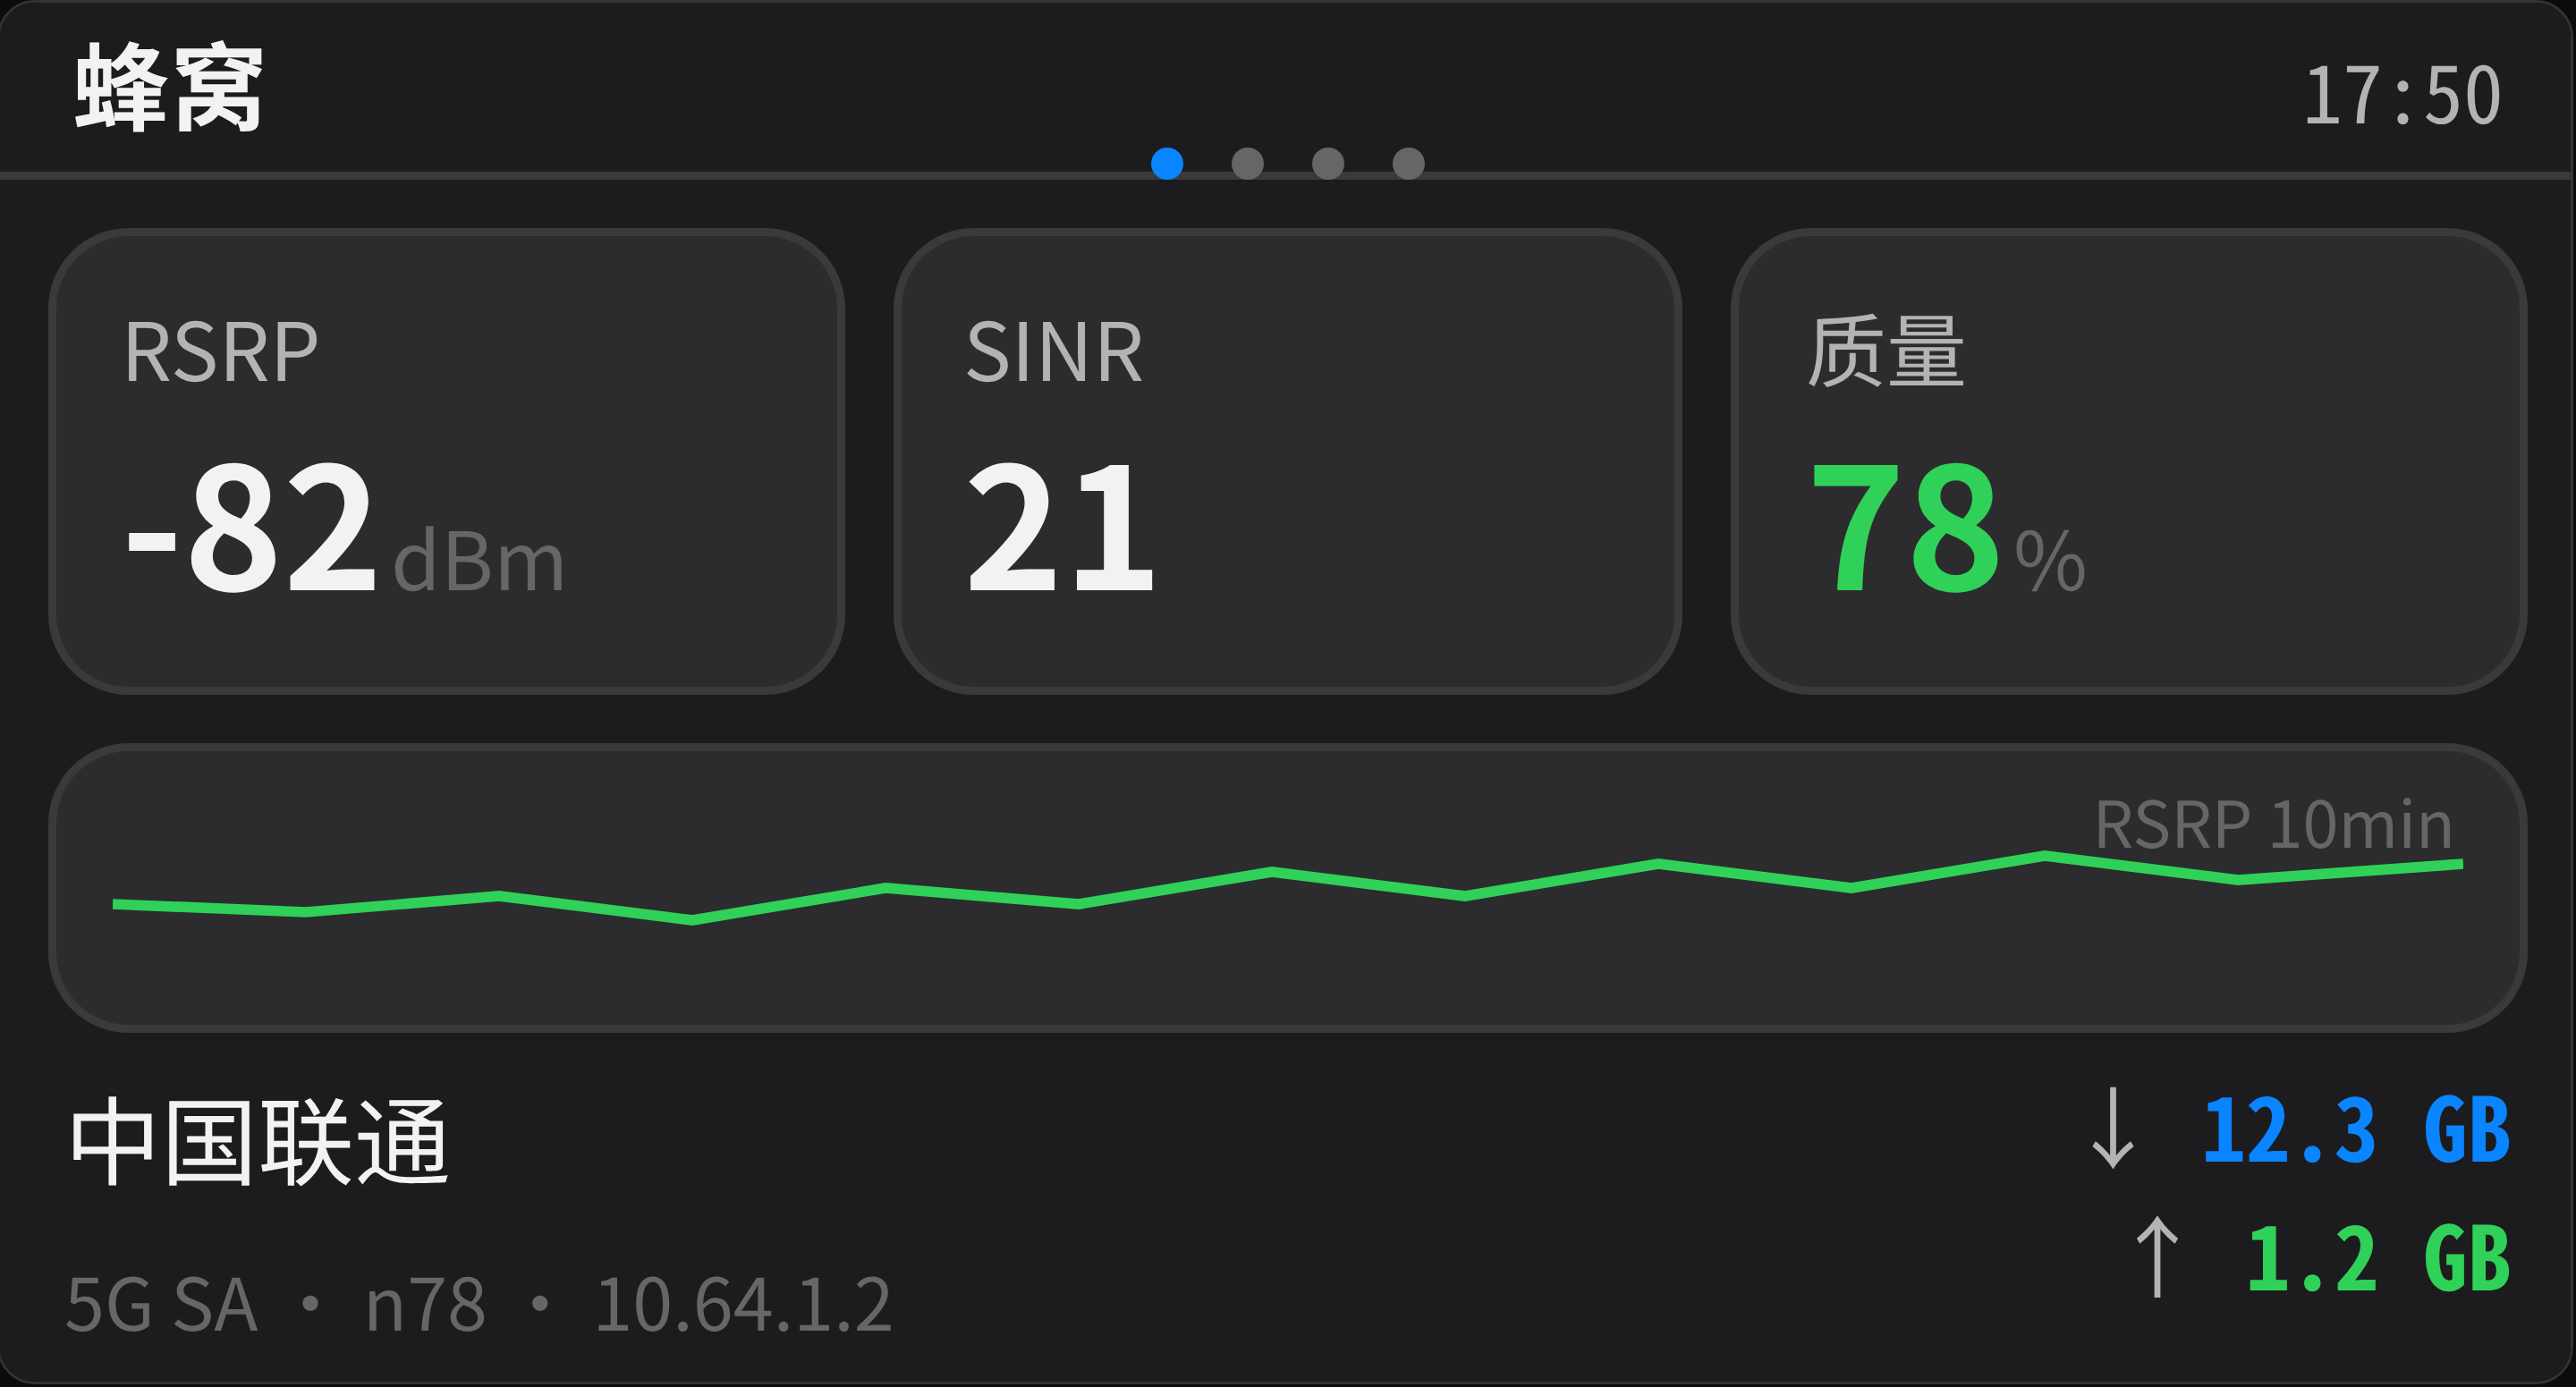 蜂窝
17:50
RSRP
-82 dBm
SINR
21
质量
78 %
RSRP 10min
中国联通
↓ 12.3 GB
↑ 1.2 GB
5G SA · n78 · 10.64.1.2